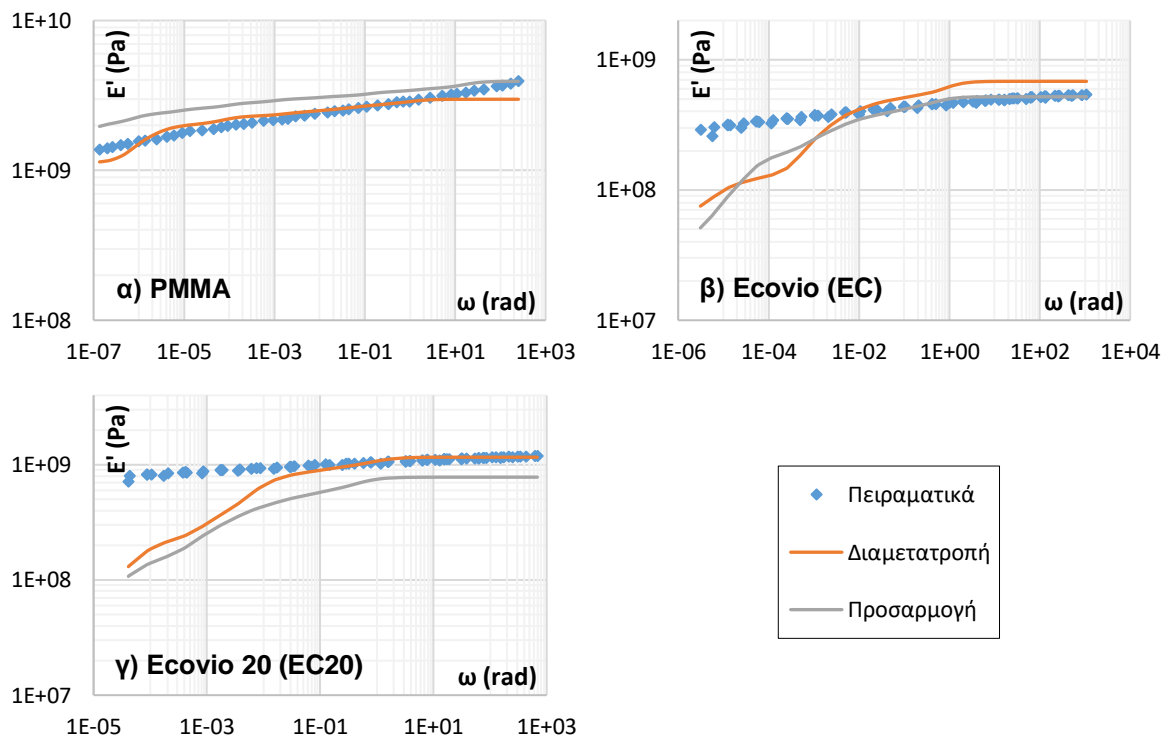 1E+10
1E+09
1E+08
E' (Pa)
α) PMMA
ω (rad)
1E-07 1E-05 1E-03 1E-01 1E+01 1E+03
1E+09
1E+08
1E+07
E' (Pa)
β) Ecovio (EC)
ω (rad)
1E-06 1E-04 1E-02 1E+00 1E+02 1E+04
1E+09
1E+08
1E+07
E' (Pa)
γ) Ecovio 20 (EC20)
ω (rad)
1E-05 1E-03 1E-01 1E+01 1E+03
Πειραματικά
Διαμετατροπή
Προσαρμογή